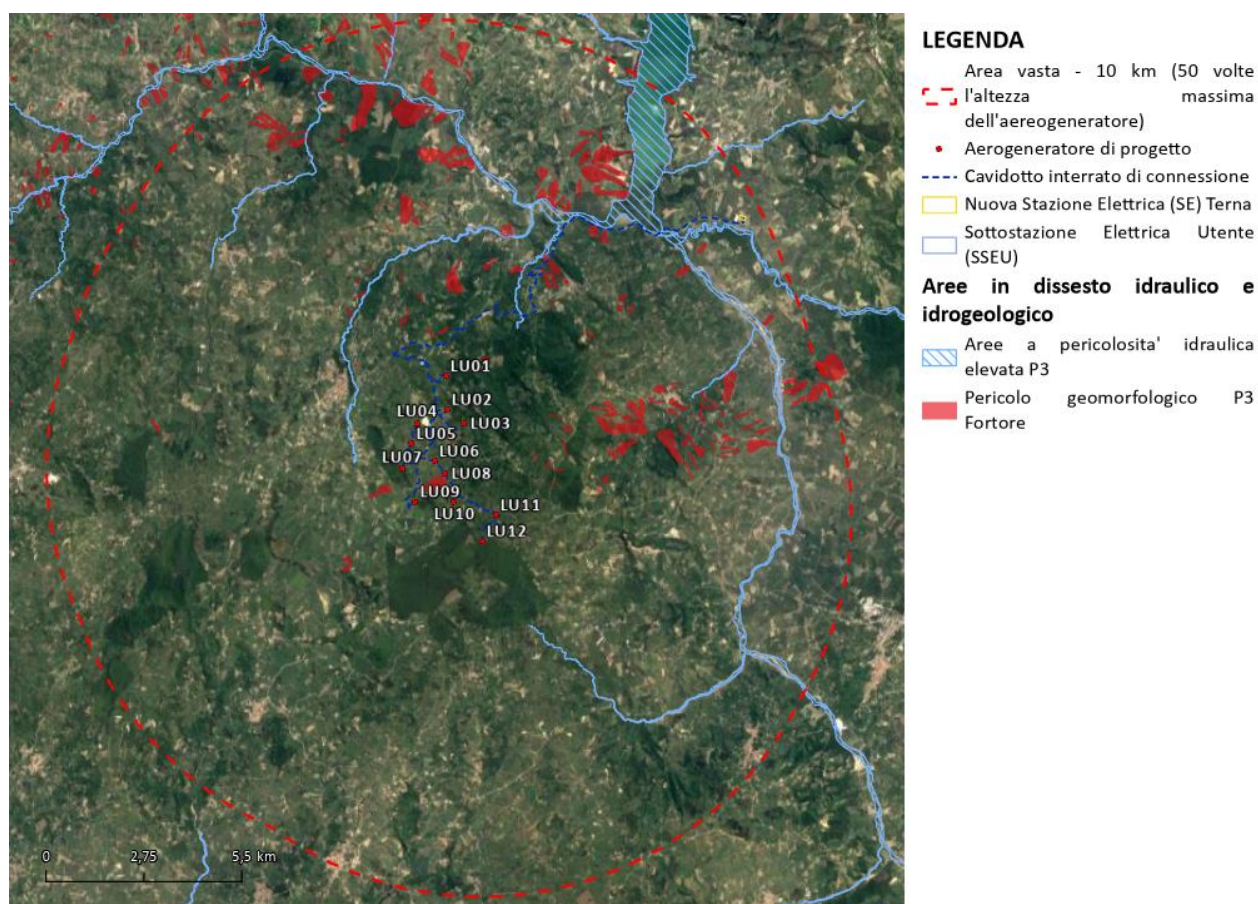 LEGENDA
Area vasta - 10 km (50 volte
l'altezza massima
dell'aereogeneratore)
Aerogeneratore di progetto
Cavidotto interrato di connessione
Nuova Stazione Elettrica (SE) Terna
Sottostazione Elettrica Utente
(SSEU)
Aree in dissesto idraulico e
idrogeologico
Aree a pericolosita' idraulica
elevata P3
Pericolo geomorfologico P3
Fortore
LU01
LU02
LU04
LU03
LU05
LU06
LU07
LU08
LU09
LU11
LU10
LU12
0 2,75 5,5 km